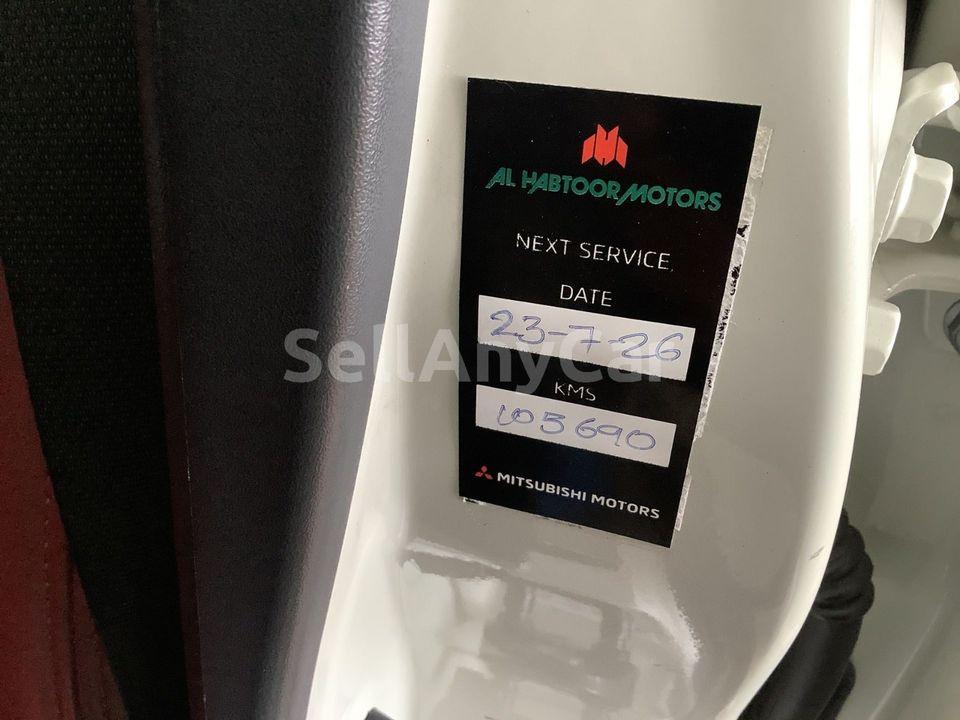 AL HABTOOR MOTORS
NEXT SERVICE
DATE
23-7-26
SellAnyCar
KMS
105690
MITSUBISHI MOTORS